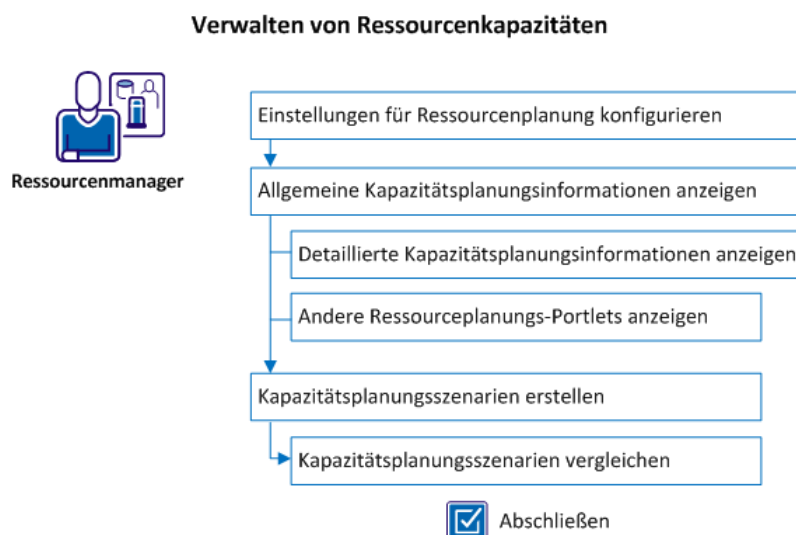 Verwalten von Ressourcenkapazitäten
Ressourcenmanager
Einstellungen für Ressourcenplanung konfigurieren
Allgemeine Kapazitätsplanungsinformationen anzeigen
Detaillierte Kapazitätsplanungsinformationen anzeigen
Andere Ressourceplanungs-Portlets anzeigen
Kapazitätsplanungsszenarien erstellen
Kapazitätsplanungsszenarien vergleichen
Abschließen